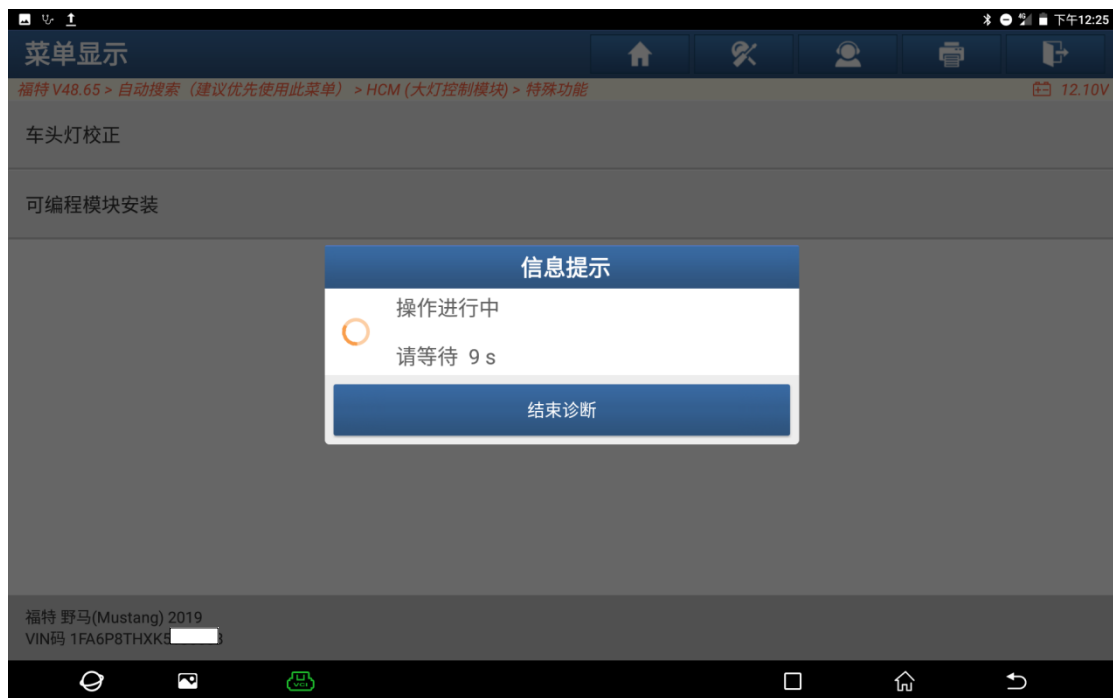 下午12:25
菜单显示
福特 V48.65 > 自动搜索（建议优先使用此菜单） > HCM (大灯控制模块) > 特殊功能
12.10V
车头灯校正
可编程模块安装
信息提示
操作进行中
请等待 9 s
结束诊断
福特 野马(Mustang) 2019
VIN码 1FA6P8THXK5
VCI